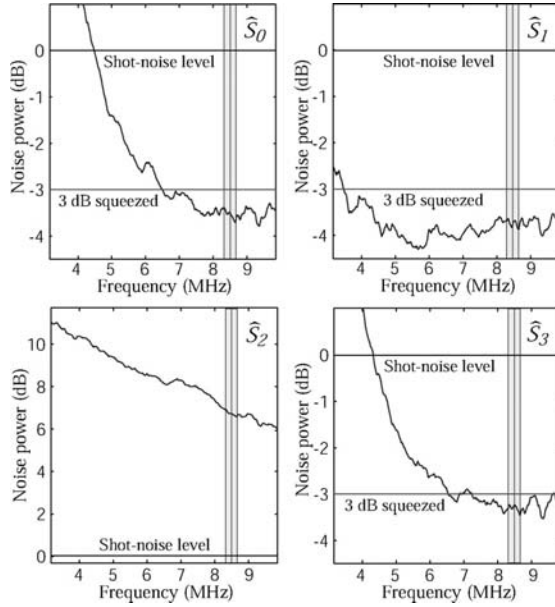 Ŝ0
0
Shot-noise level
-1
-2
-3
3 dB squeezed
-4
Noise power (dB)
4 5 6 7 8 9
Frequency (MHz)
Ŝ1
0
Shot-noise level
-1
-2
-3
3 dB squeezed
-4
Noise power (dB)
4 5 6 7 8 9
Frequency (MHz)
Ŝ2
10
8
6
4
2
Shot-noise level
0
Noise power (dB)
4 5 6 7 8 9
Frequency (MHz)
Ŝ3
0
Shot-noise level
-1
-2
-3
3 dB squeezed
-4
Noise power (dB)
4 5 6 7 8 9
Frequency (MHz)